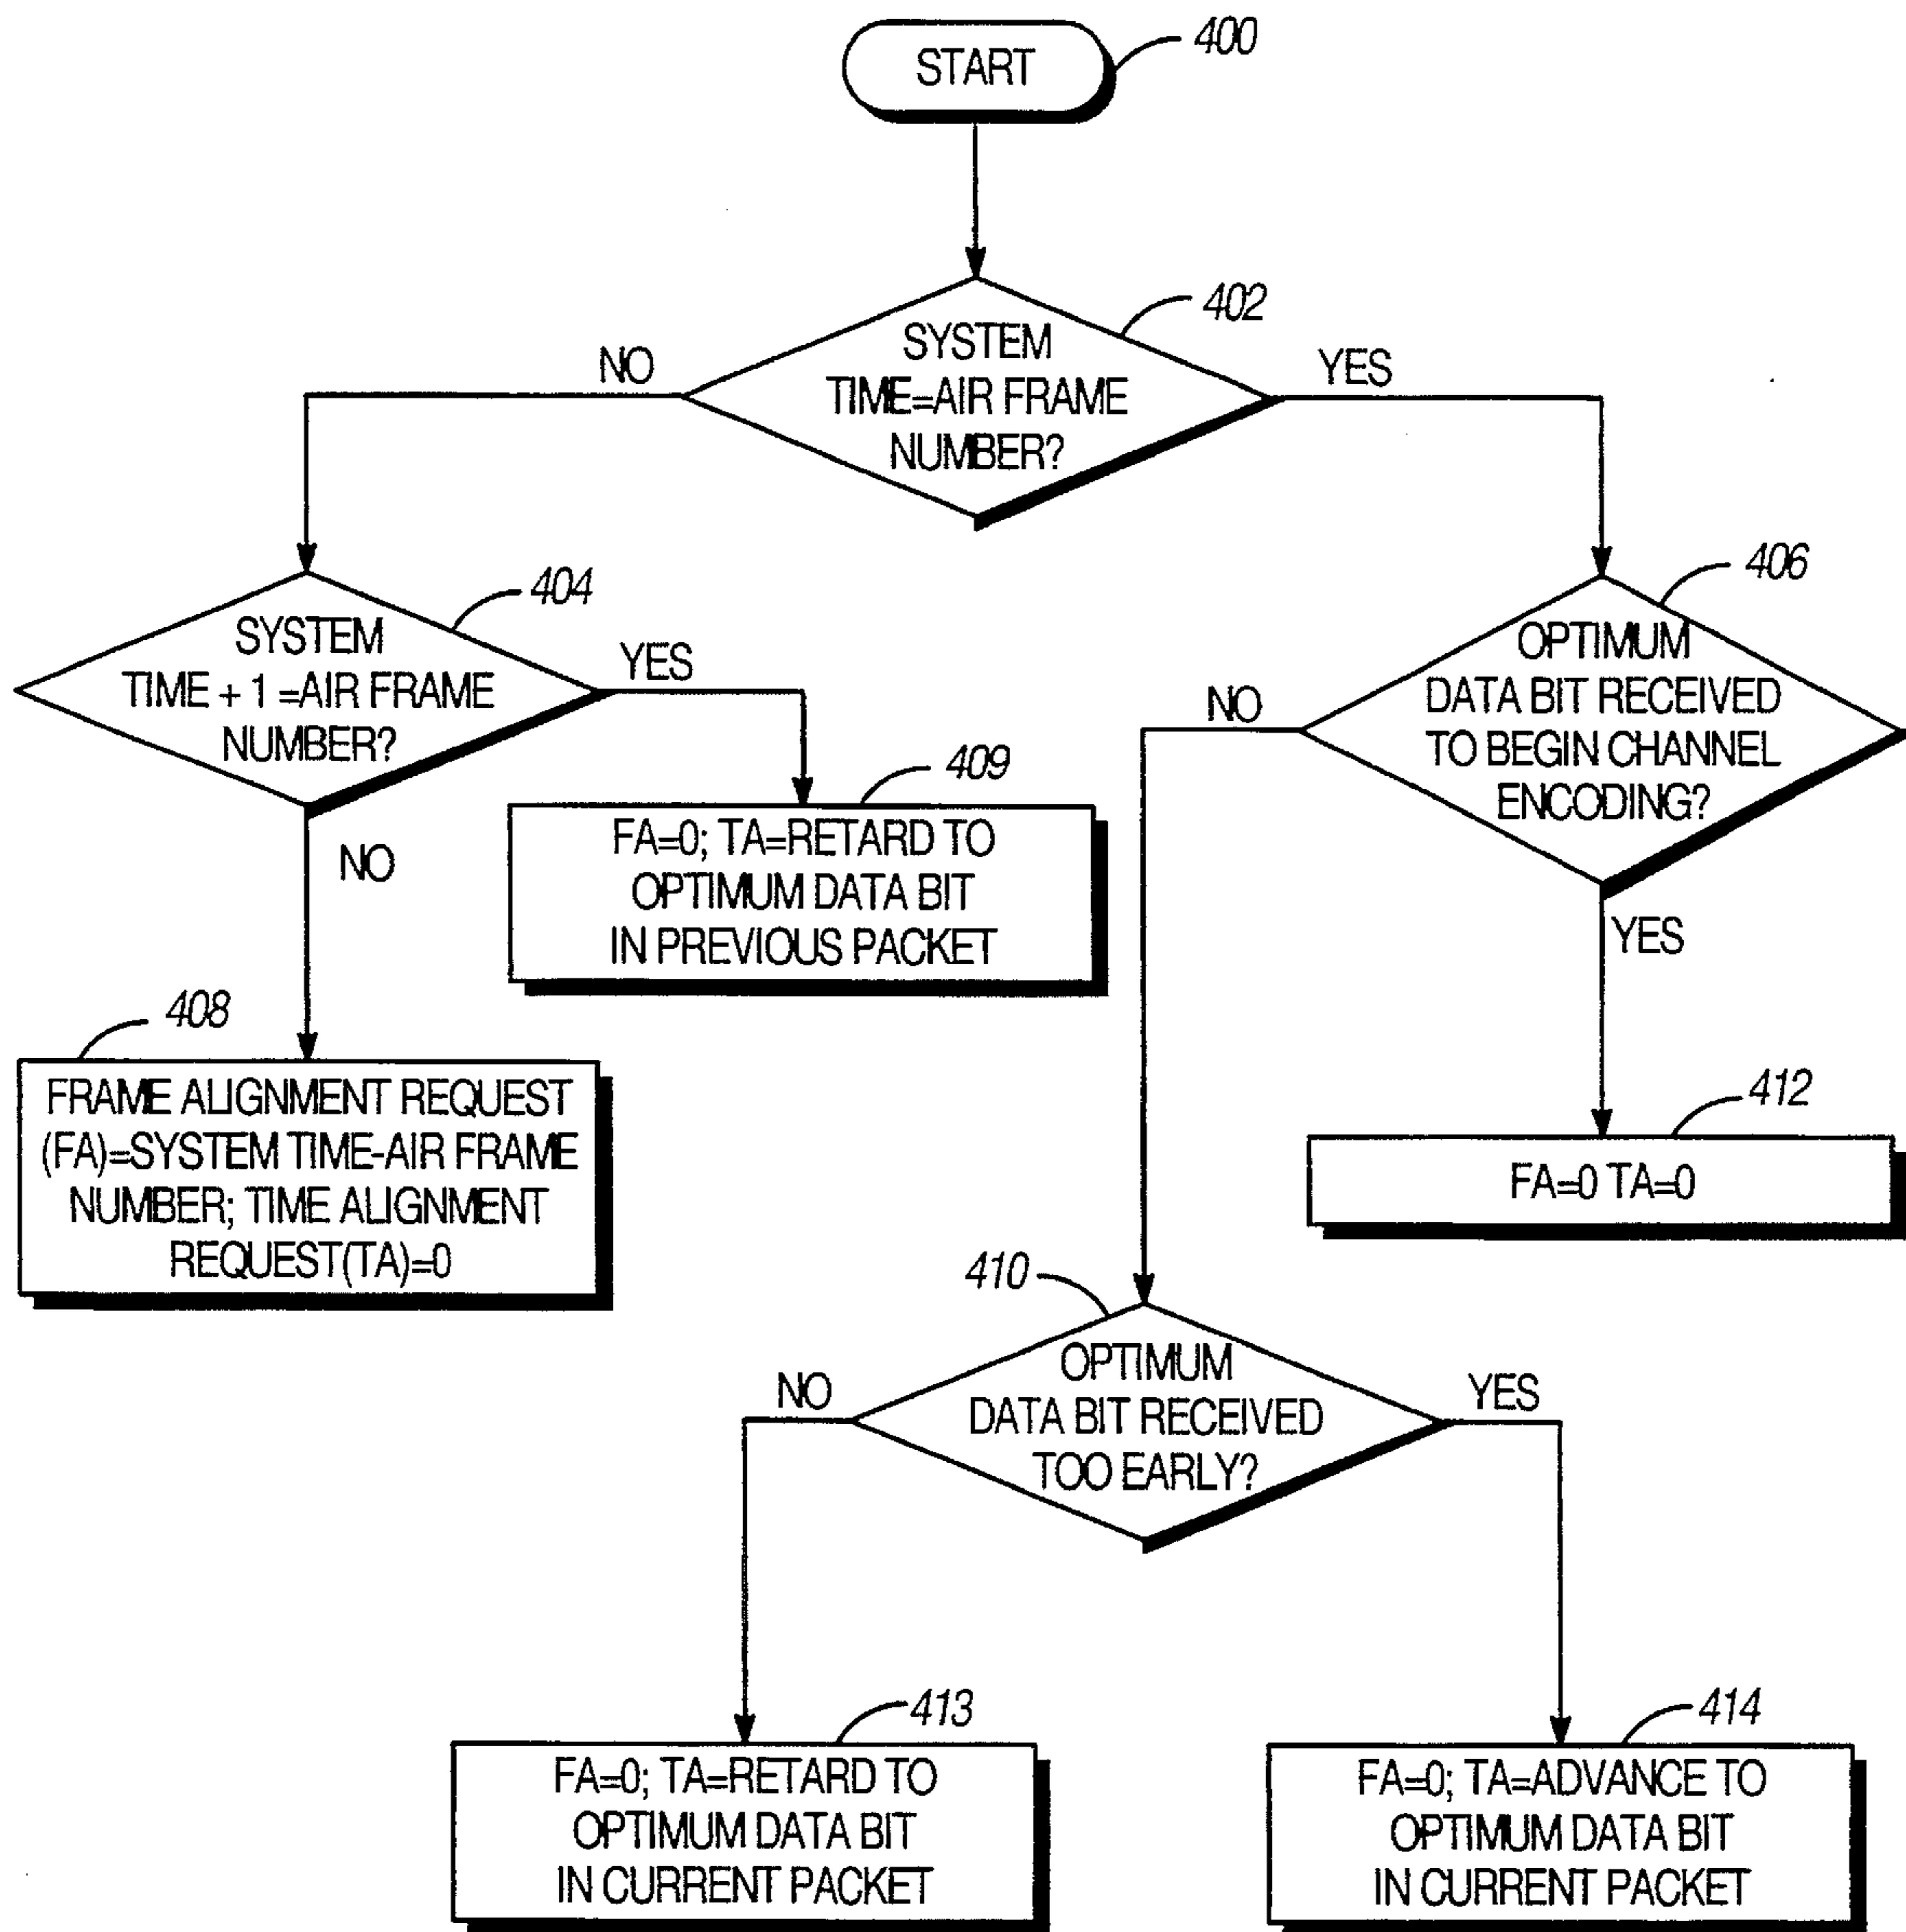 START
400
402
SYSTEM
TIME=AIR FRAME
NUMBER?
NO
YES
404
SYSTEM
TIME + 1 =AIR FRAME
NUMBER?
YES
NO
406
OPTIMUM
DATA BIT RECEIVED
TO BEGIN CHANNEL
ENCODING?
NO
YES
409
FA=0; TA=RETARD TO
OPTIMUM DATA BIT
IN PREVIOUS PACKET
408
FRAME ALIGNMENT REQUEST
(FA)=SYSTEM TIME-AIR FRAME
NUMBER; TIME ALIGNMENT
REQUEST(TA)=0
412
FA=0 TA=0
410
OPTIMUM
DATA BIT RECEIVED
TOO EARLY?
NO
YES
413
FA=0; TA=RETARD TO
OPTIMUM DATA BIT
IN CURRENT PACKET
414
FA=0; TA=ADVANCE TO
OPTIMUM DATA BIT
IN CURRENT PACKET